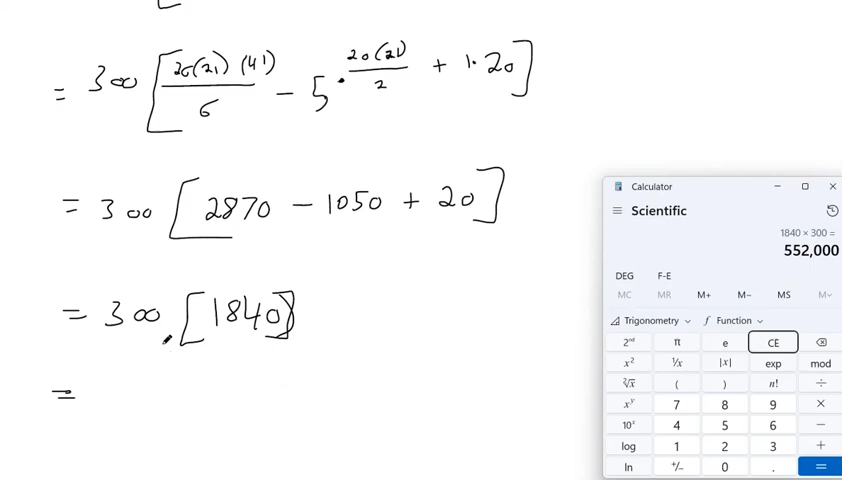 = 300 [ 20(21)(41)/6 - 5 · 20(21)/2 + 1·20 ]
= 300 [ 2870 - 1050 + 20 ]
= 300 · [1840]
=
Calculator
Scientific
1840 × 300 =
552,000
DEG F-E
MC MR M+ M− MS M˅
Trigonometry Function
2ⁿᵈ π e CE
x² ¹/x |x| exp mod
²√x ( ) n! ÷
xʸ 7 8 9 ×
10ˣ 4 5 6 −
log 1 2 3 +
ln +/− 0 . =